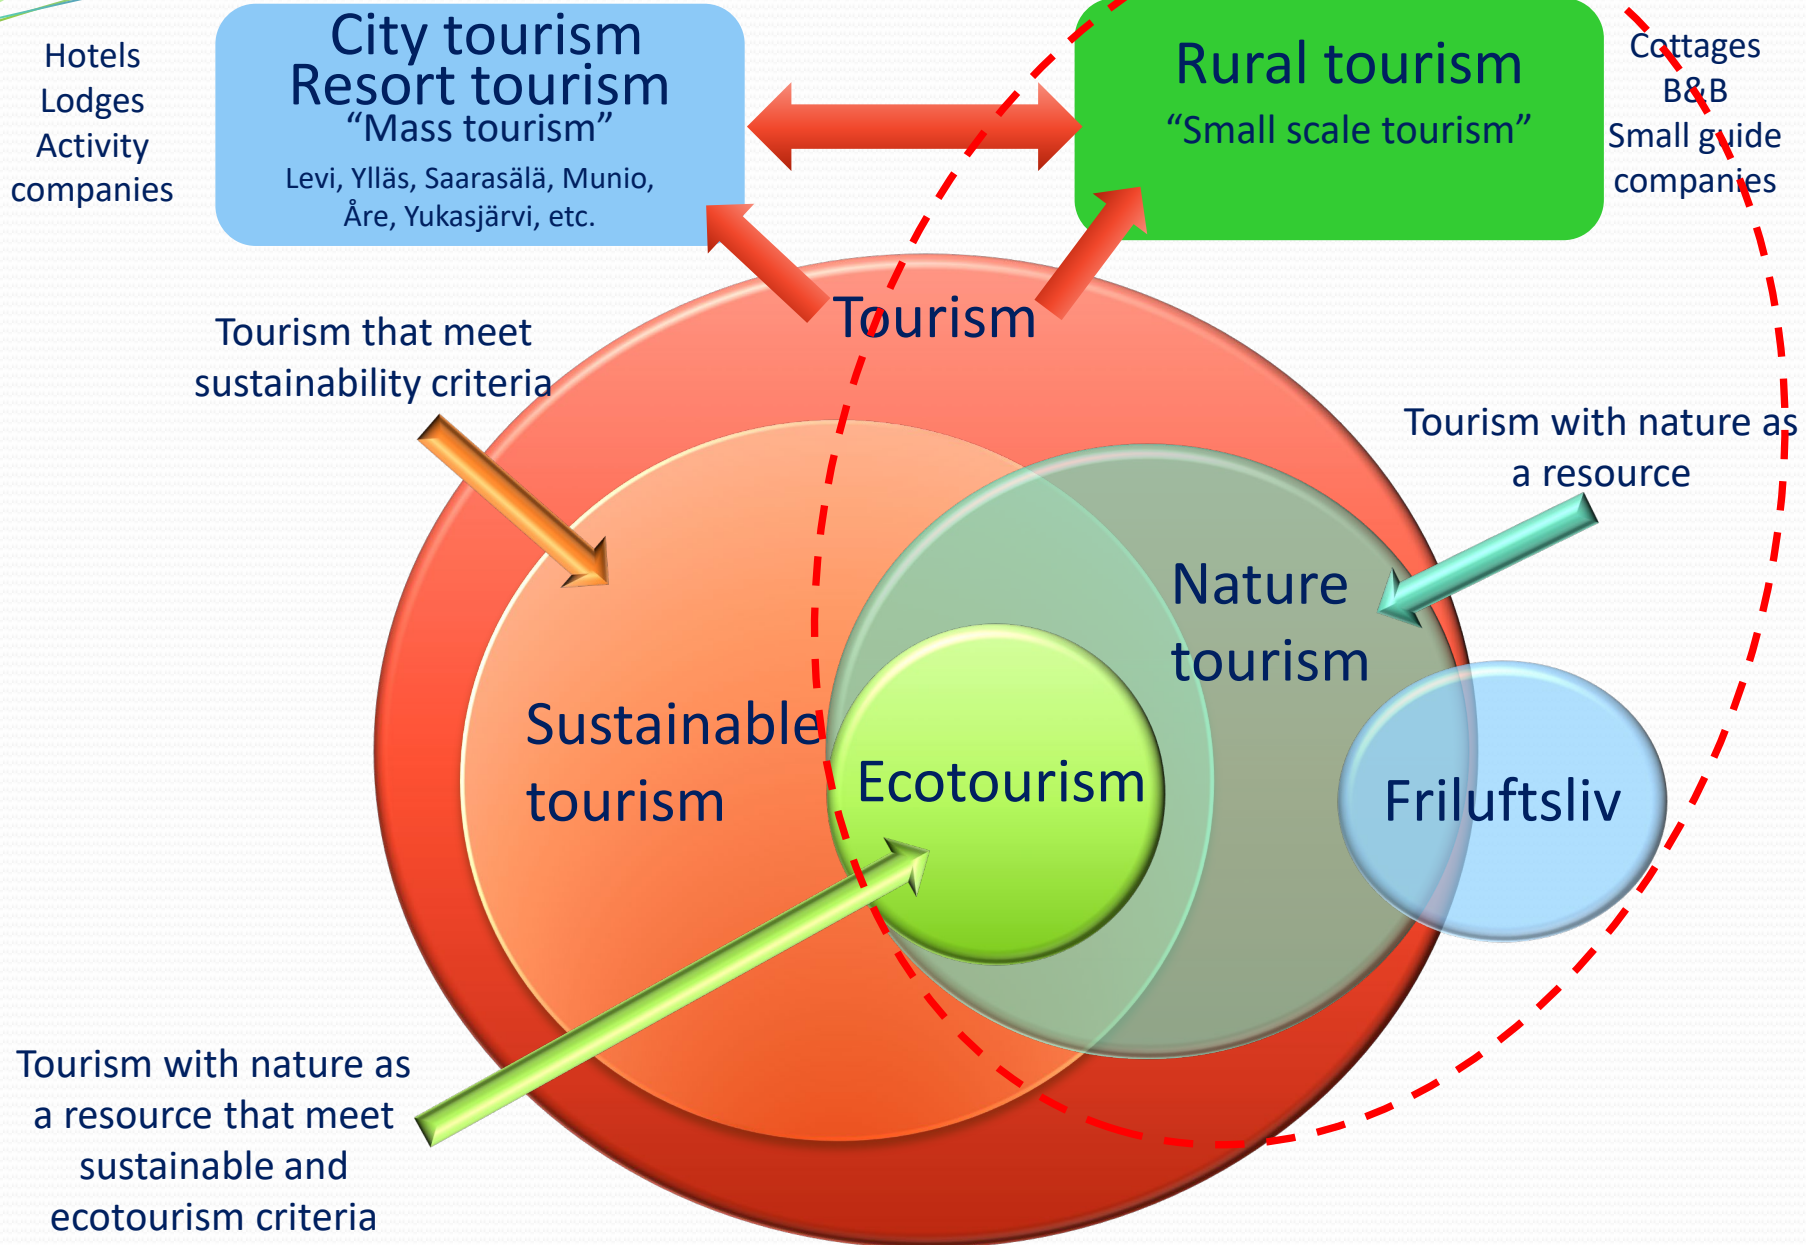 Hotels
Lodges
Activity
companies
City tourism
Resort tourism
“Mass tourism”
Levi, Ylläs, Saarasälä, Munio,
Åre, Yukasjärvi, etc.
Rural tourism
“Small scale tourism”
Cottages
B&B
Small guide
companies
Tourism
Tourism that meet
sustainability criteria
Tourism with nature as
a resource
Nature
tourism
Sustainable
tourism
Ecotourism
Friluftsliv
Tourism with nature as
a resource that meet
sustainable and
ecotourism criteria